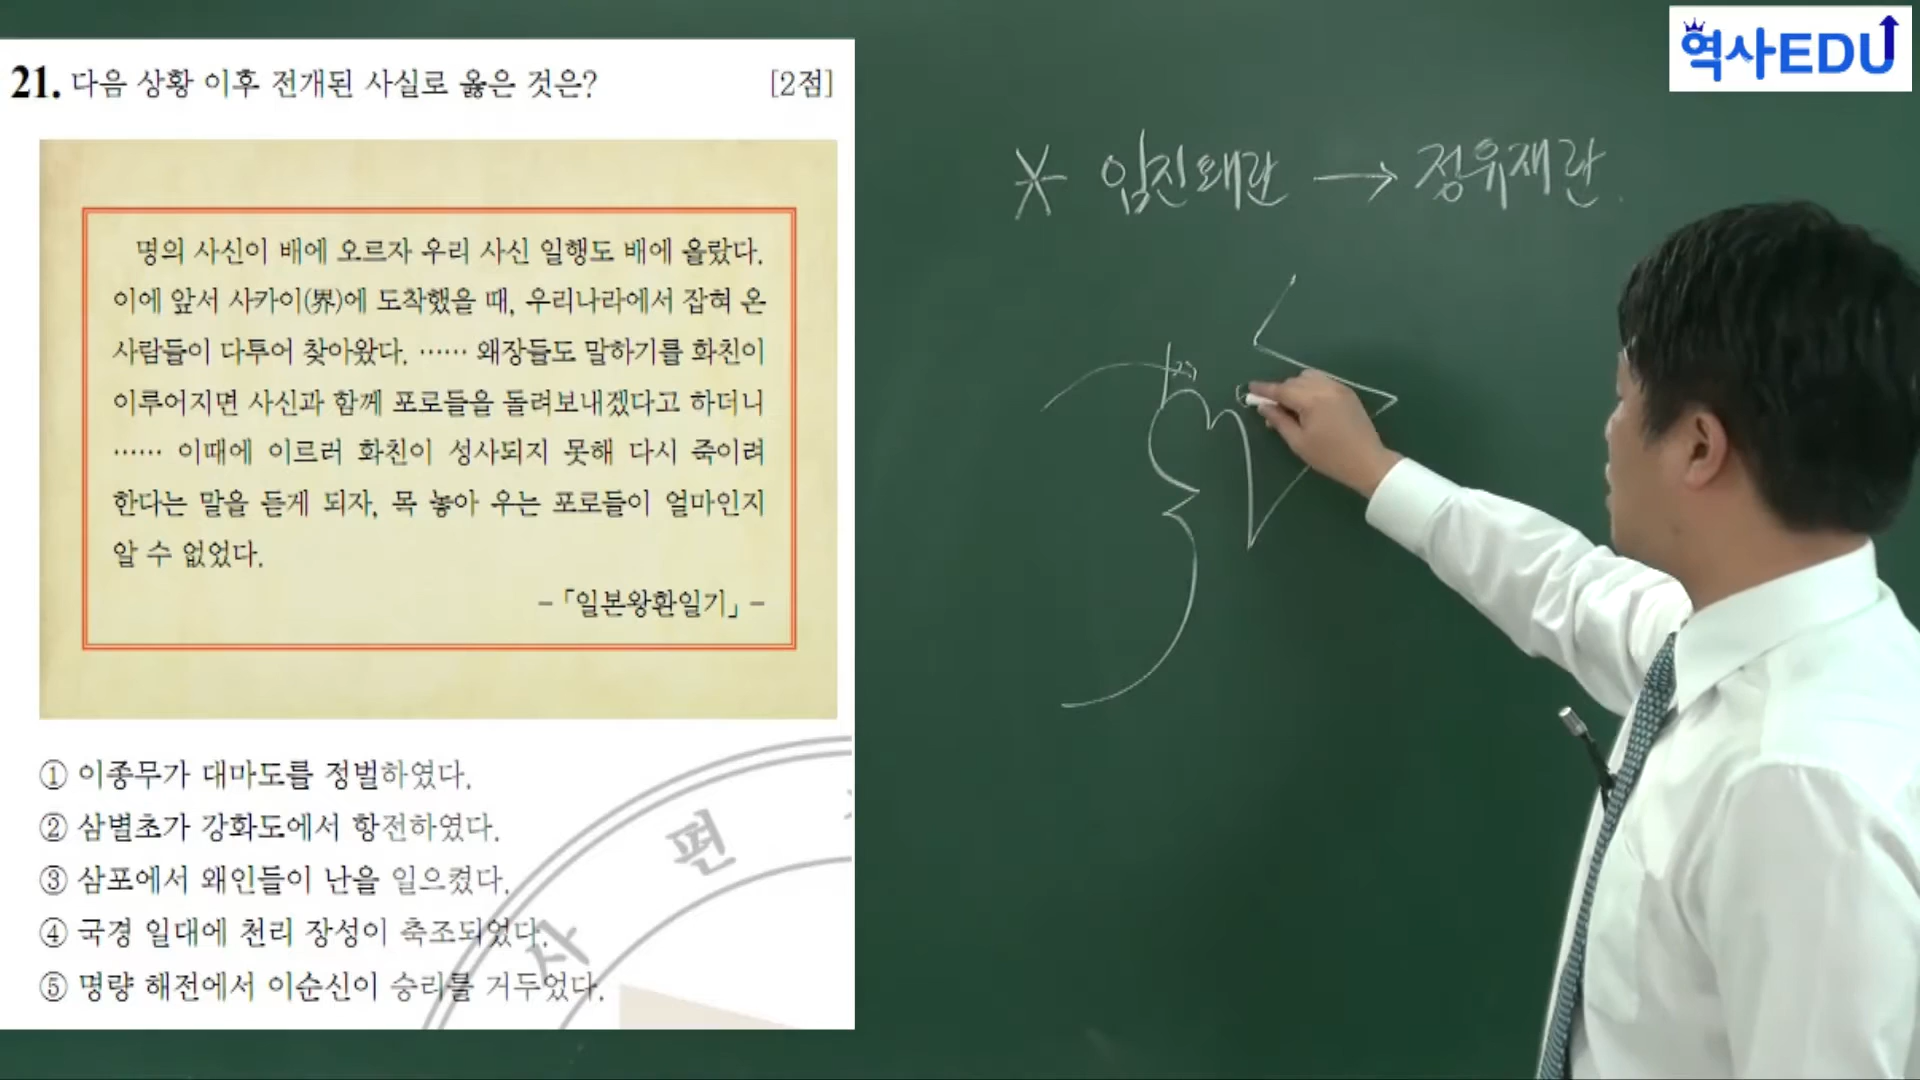 역사EDU
21. 다음 상황 이후 전개된 사실로 옳은 것은? [2점]
명의 사신이 배에 오르자 우리 사신 일행도 배에 올랐다.
이에 앞서 사카이(界)에 도착했을 때, 우리나라에서 잡혀 온
사람들이 다투어 찾아왔다. …… 왜장들도 말하기를 화친이
이루어지면 사신과 함께 포로들을 돌려보내겠다고 하더니
…… 이때에 이르러 화친이 성사되지 못해 다시 죽이려
한다는 말을 듣게 되자, 목 놓아 우는 포로들이 얼마인지
알 수 없었다.
-「일본왕환일기」-
① 이종무가 대마도를 정벌하였다.
② 삼별초가 강화도에서 항전하였다.
③ 삼포에서 왜인들이 난을 일으켰다.
④ 국경 일대에 천리 장성이 축조되었다.
⑤ 명량 해전에서 이순신이 승리를 거두었다.
사 편
* 임진왜란 → 정유재란.